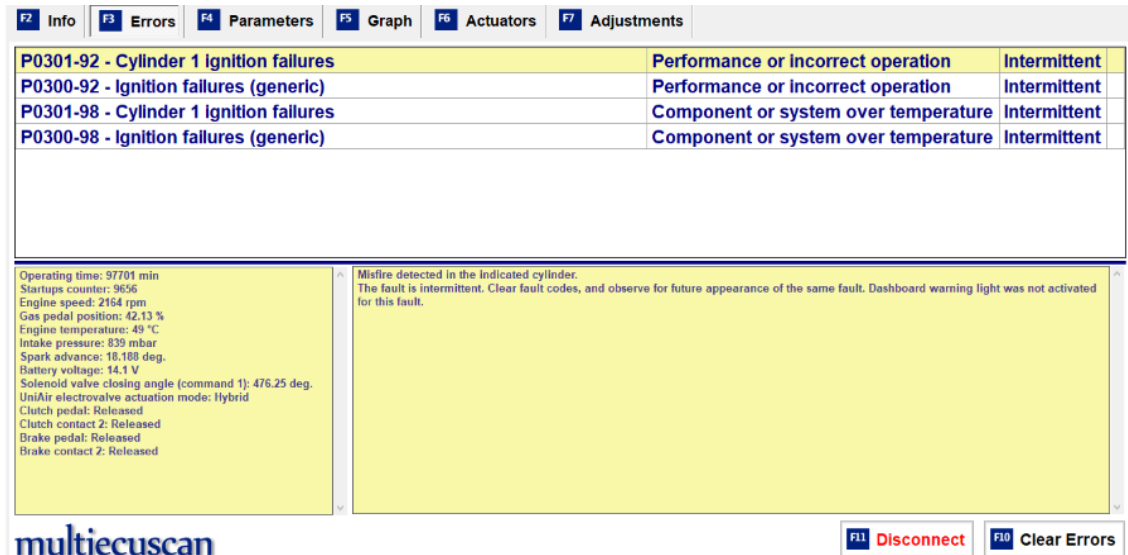 F2 Info F3 Errors F4 Parameters F5 Graph F6 Actuators F7 Adjustments
P0301-92 - Cylinder 1 ignition failures Performance or incorrect operation Intermittent
P0300-92 - Ignition failures (generic) Performance or incorrect operation Intermittent
P0301-98 - Cylinder 1 ignition failures Component or system over temperature Intermittent
P0300-98 - Ignition failures (generic) Component or system over temperature Intermittent
Operating time: 97701 min
Startups counter: 9656
Engine speed: 2164 rpm
Gas pedal position: 42.13 %
Engine temperature: 49 °C
Intake pressure: 839 mbar
Spark advance: 18.188 deg.
Battery voltage: 14.1 V
Solenoid valve closing angle (command 1): 476.25 deg.
UniAir electrovalve actuation mode: Hybrid
Clutch pedal: Released
Clutch contact 2: Released
Brake pedal: Released
Brake contact 2: Released
Misfire detected in the indicated cylinder.
The fault is intermittent. Clear fault codes, and observe for future appearance of the same fault. Dashboard warning light was not activated
for this fault.
multiecuscan
F11 Disconnect F10 Clear Errors